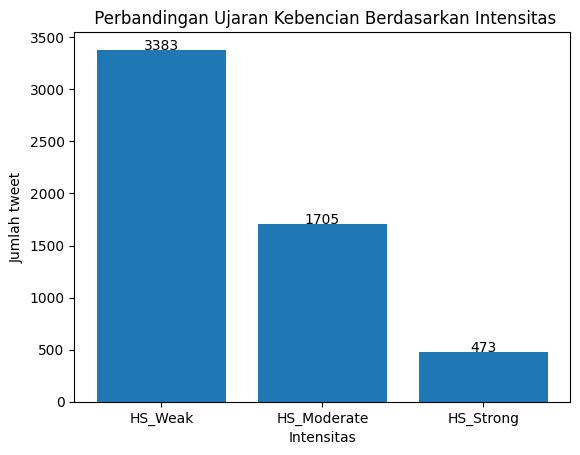 Perbandingan Ujaran Kebencian Berdasarkan Intensitas
3500
3000
2500
2000
1500
1000
500
0
Jumlah tweet
3383
1705
473
HS_Weak
HS_Moderate
HS_Strong
Intensitas